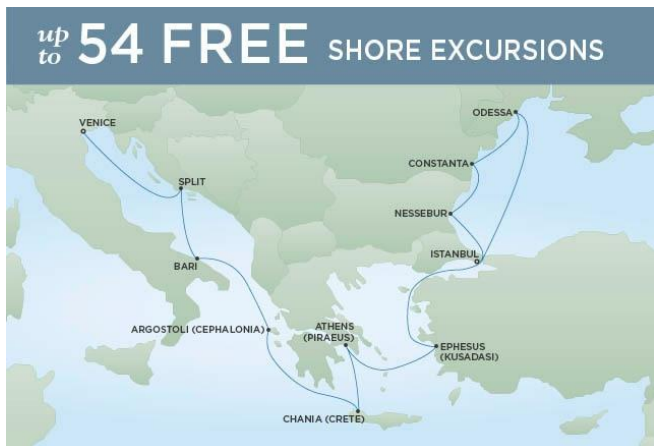 up to 54 FREE SHORE EXCURSIONS
VENICE
ODESSA
CONSTANTA
SPLIT
NESSEBUR
ISTANBUL
BARI
ARGOSTOLI (CEPHALONIA)
ATHENS
(PIRAEUS)
EPHESUS
(KUSADASI)
CHANIA (CRETE)